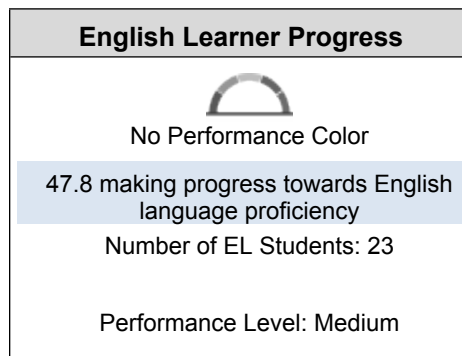 English Learner Progress
No Performance Color
47.8 making progress towards English
language proficiency
Number of EL Students: 23
Performance Level: Medium